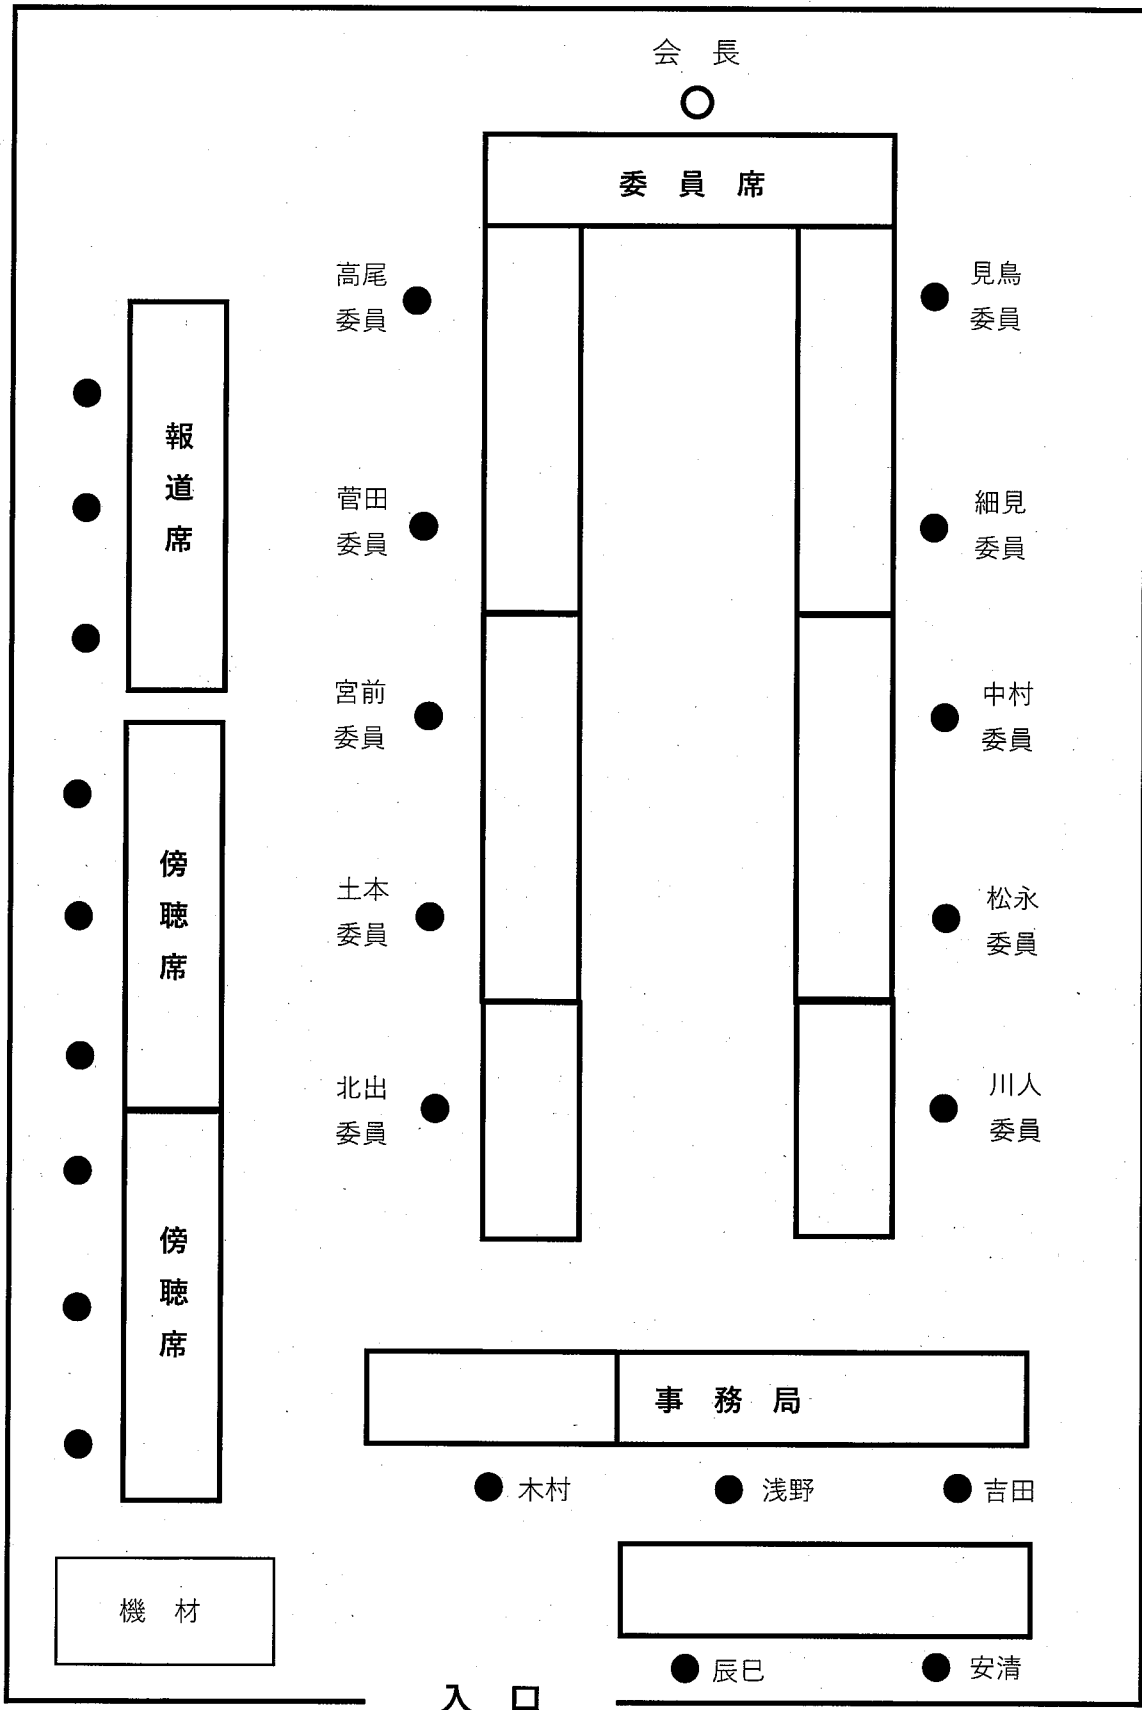 会 長
委 員 席
高尾
委員
見鳥
委員
報
道
席
菅田
委員
細見
委員
宮前
委員
中村
委員
傍
聴
席
土本
委員
松永
委員
北出
委員
川人
委員
傍
聴
席
事 務 局
木村
浅野
吉田
機 材
辰巳
安清
入 口